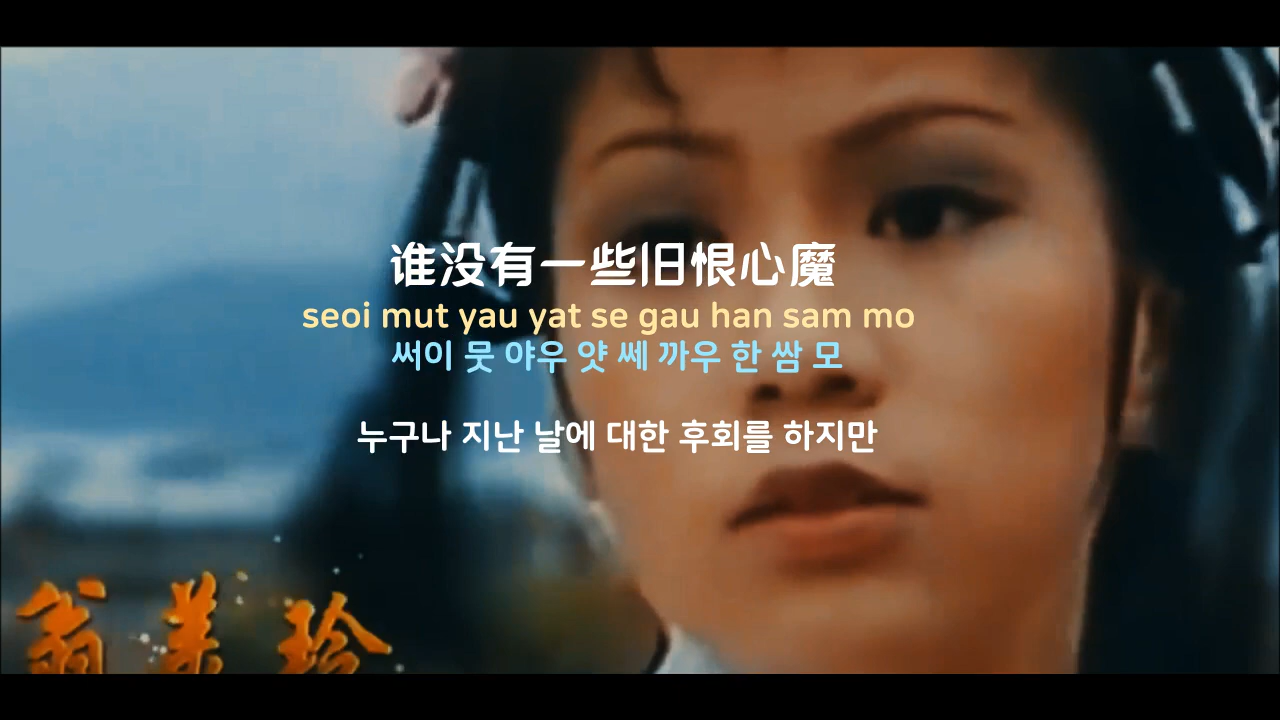 谁没有一些旧恨心魔
seoi mut yau yat se gau han sam mo
써이 뭇 야우 얏 쎄 까우 한 쌈 모
누구나 지난 날에 대한 후회를 하지만
翁美玲